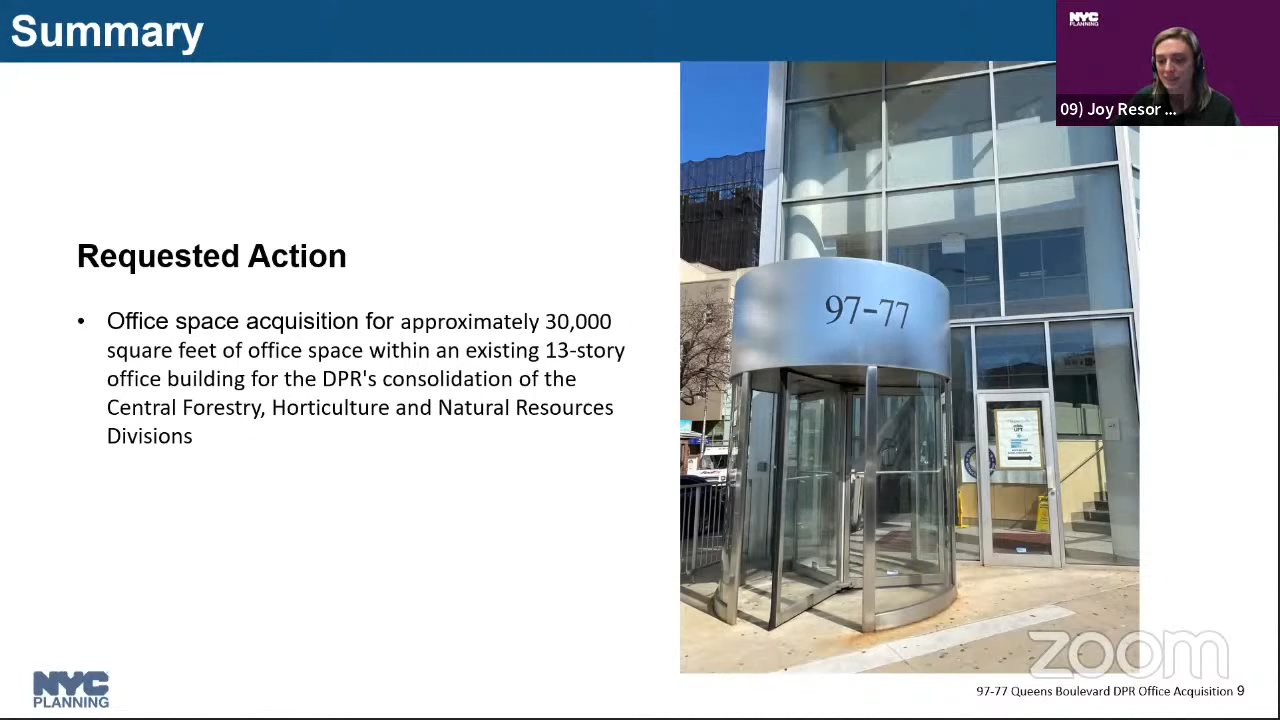 Summary
NYC
PLANNING
09) Joy Resor ...
Requested Action
• Office space acquisition for approximately 30,000
square feet of office space within an existing 13-story
office building for the DPR's consolidation of the
Central Forestry, Horticulture and Natural Resources
Divisions
97-77
zoom
NYC
PLANNING
97-77 Queens Boulevard DPR Office Acquisition 9